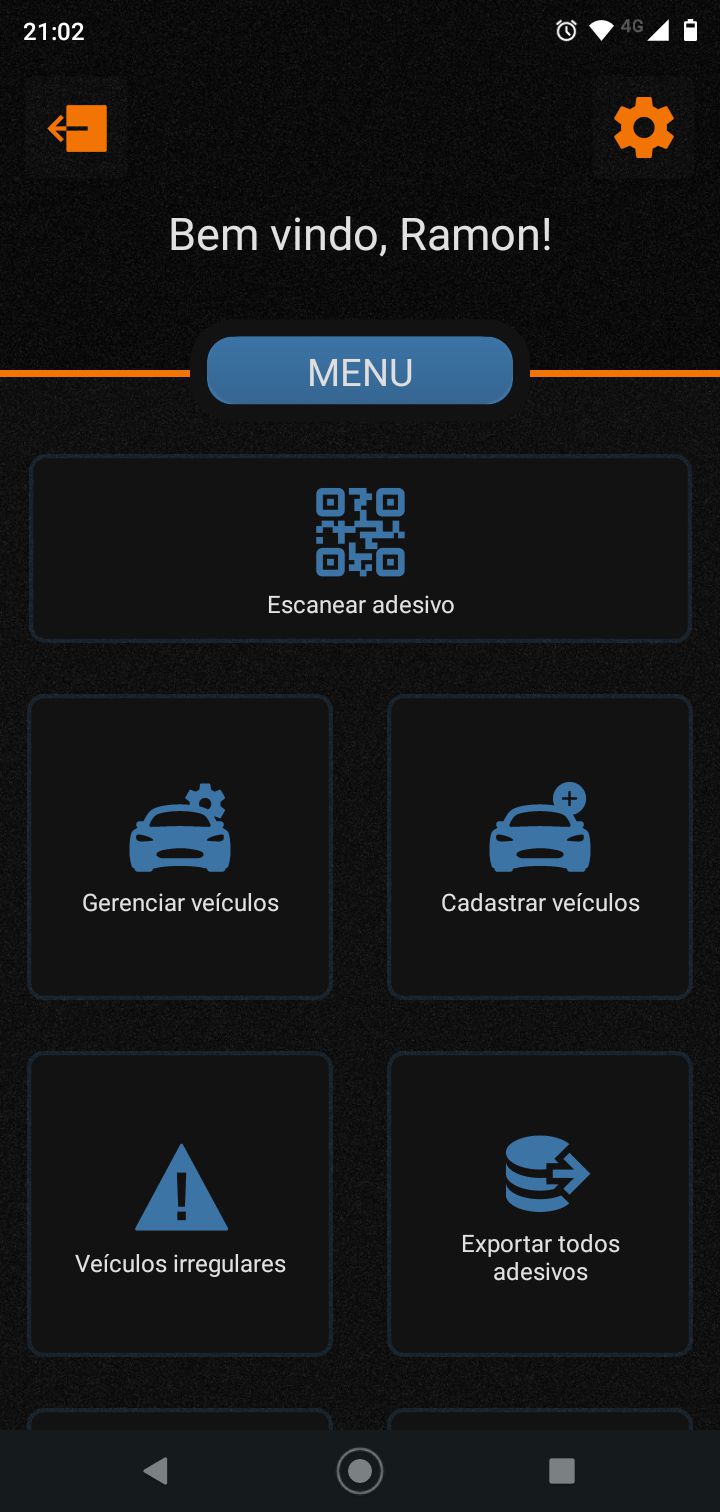 21:02
4G
Bem vindo, Ramon!
MENU
Escanear adesivo
Gerenciar veículos
Cadastrar veículos
Veículos irregulares
Exportar todos
adesivos